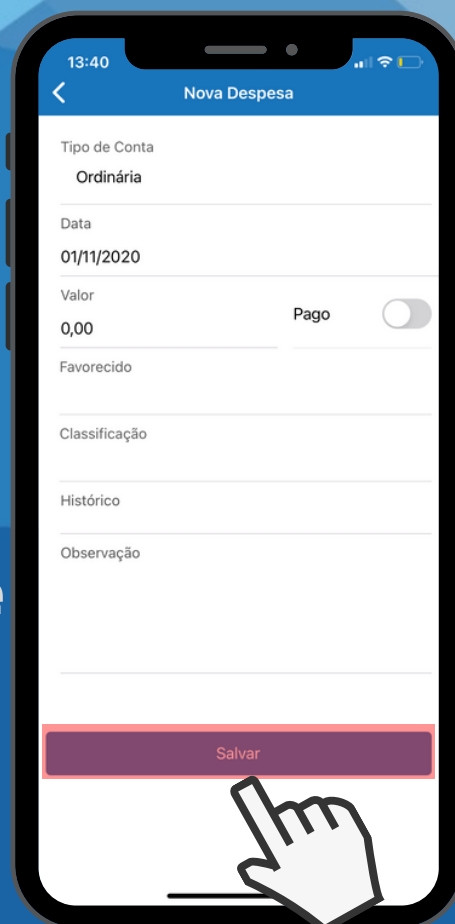 13:40
Nova Despesa
Tipo de Conta
Ordinária
Data
01/11/2020
Valor
0,00
Pago
Favorecido
Classificação
Histórico
Observação
e
Salvar